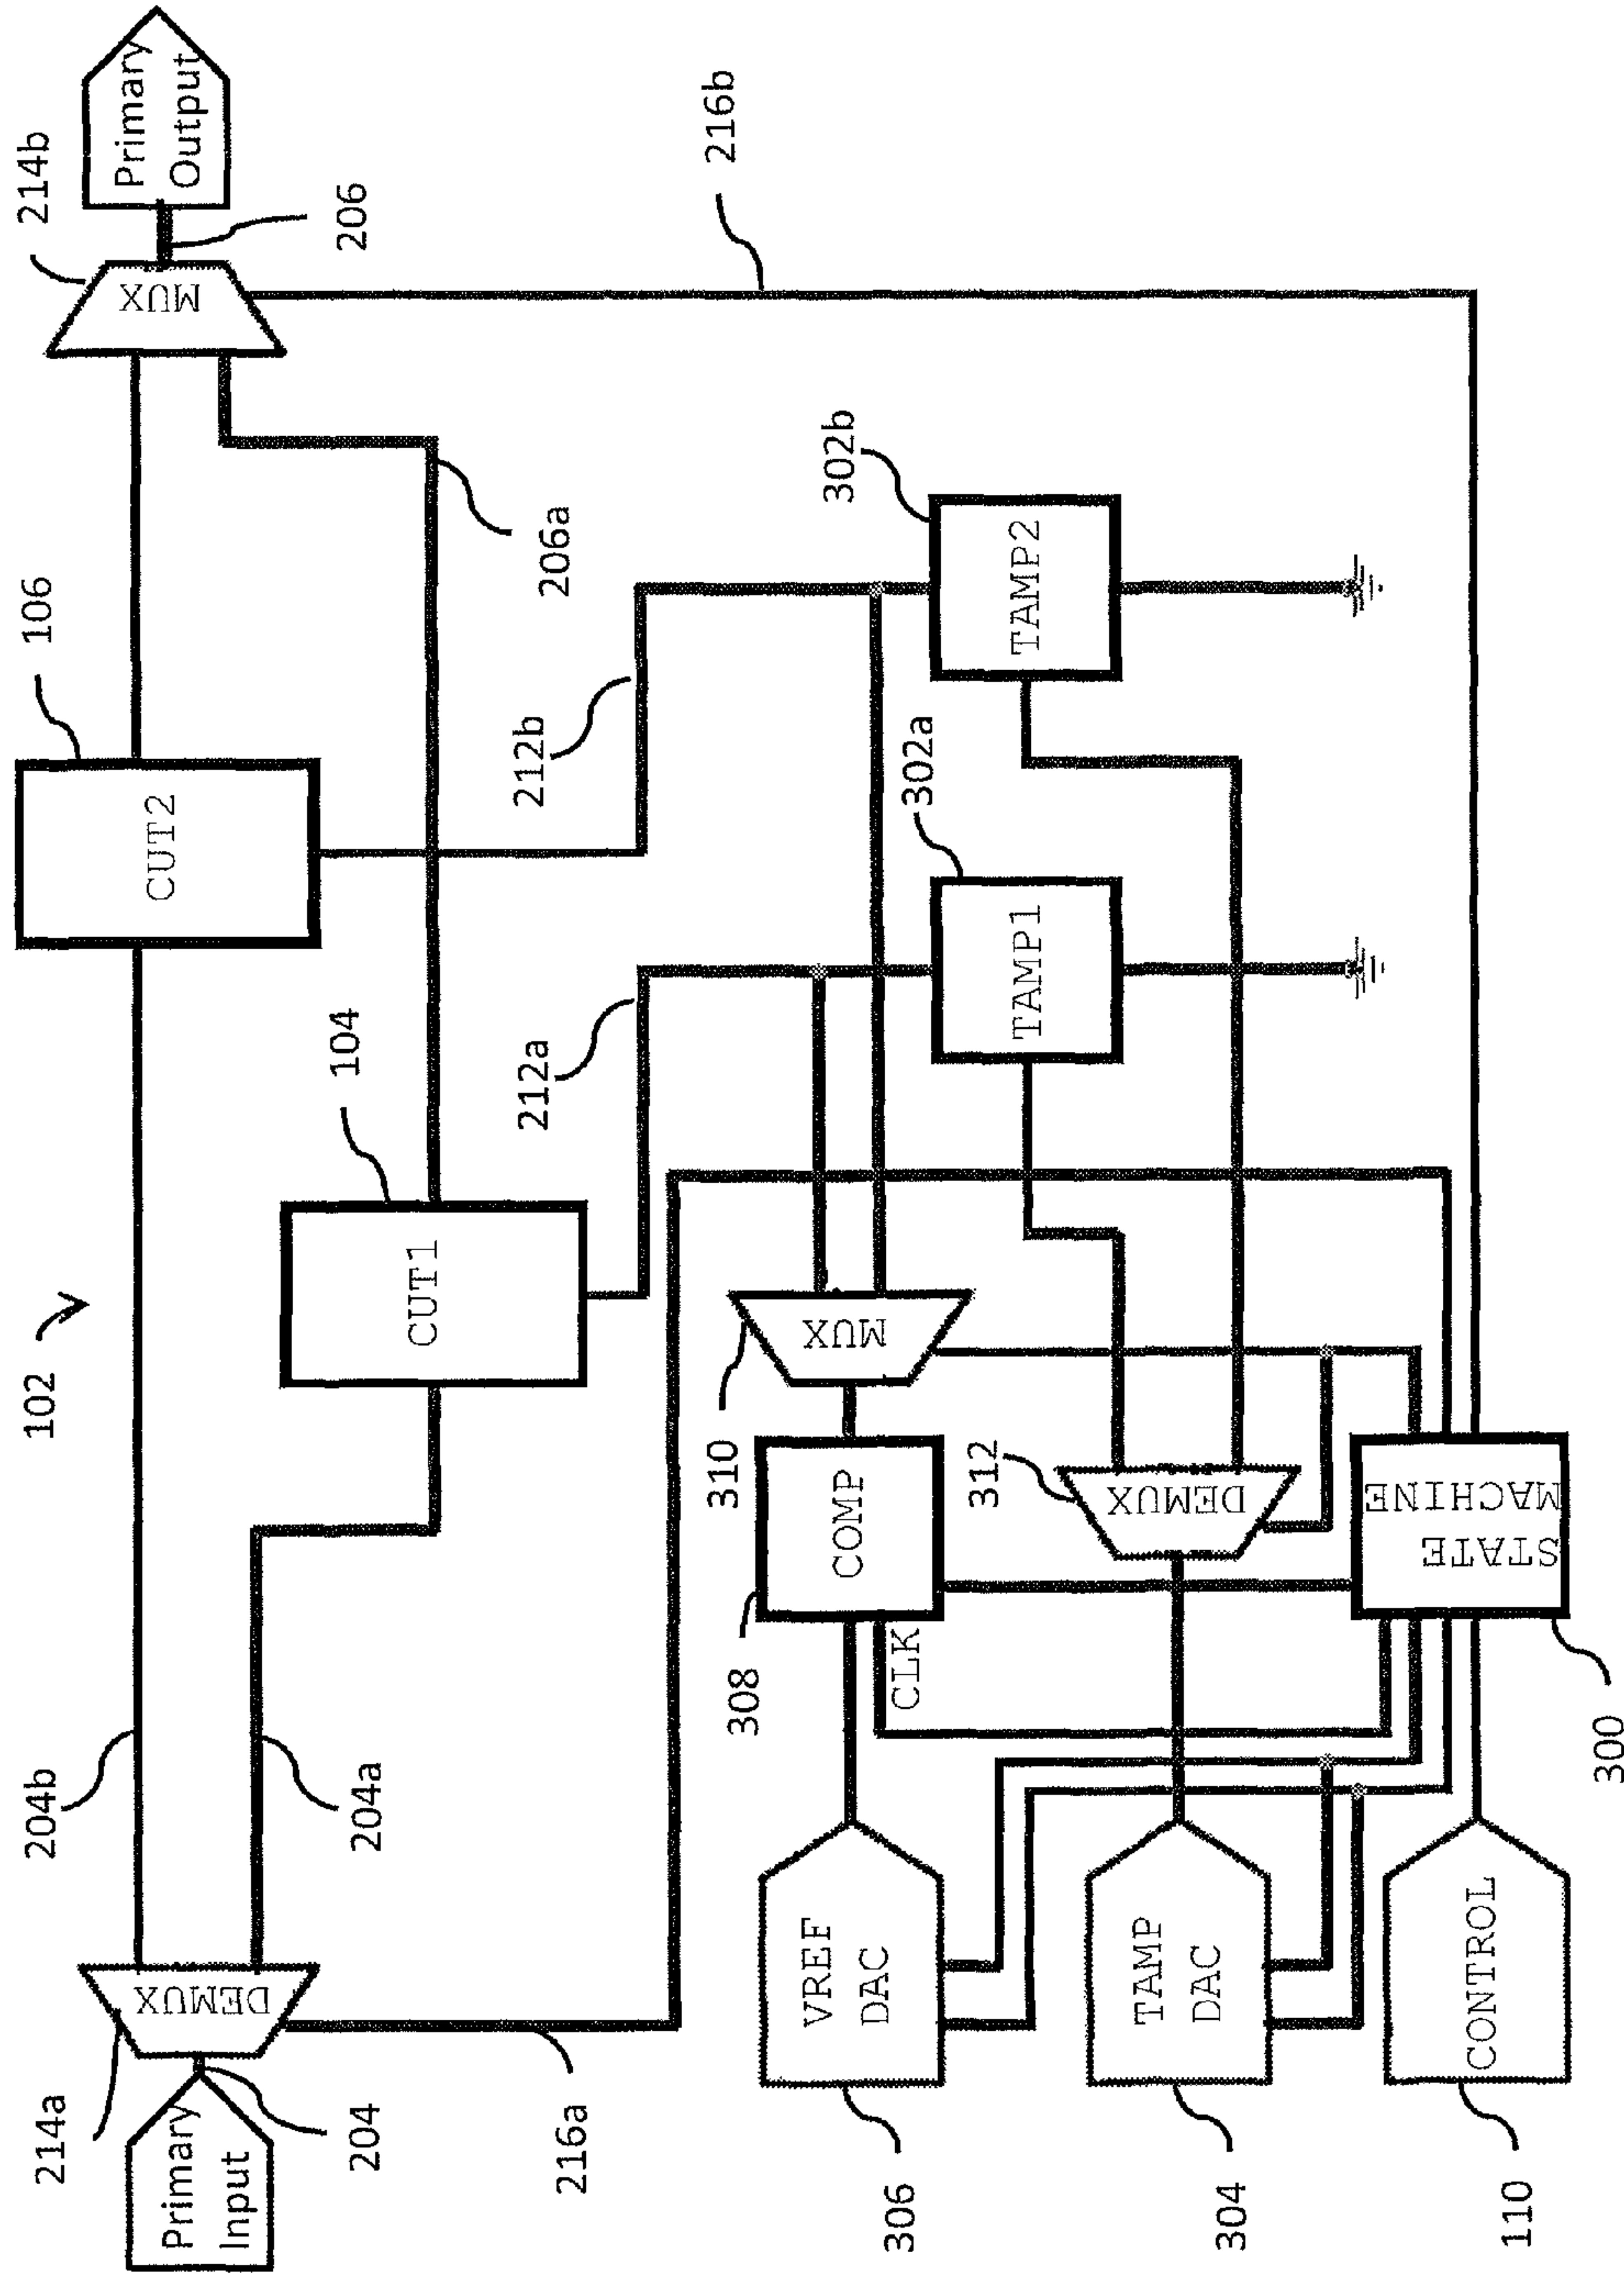 102
214a
Primary
Input
204
DEMUX
204b
204a
216a
104
CUT1
106
CUT2
206a
214b
MUX
206
Primary
Output
216b
212a
212b
306
VREF
DAC
308
COMP
CLK
310
MUX
304
TAMP
DAC
312
DEMUX
302a
TAMP1
302b
TAMP2
110
CONTROL
300
STATE
MACHINE